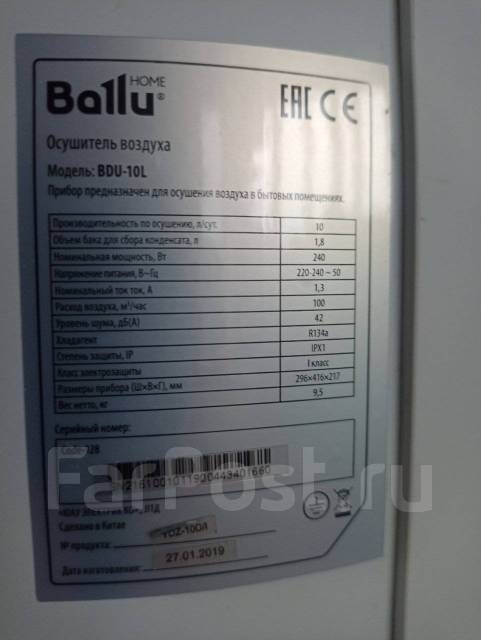 HOME
Ballu®
EAC CE
Осушитель воздуха
Модель: BDU-10L
Прибор предназначен для осушения воздуха в бытовых помещениях.
Производительность по осушению, л/сут. 10
Объем бака для сбора конденсата, л 1,8
Номинальная мощность, Вт 240
Напряжение питания, В~Гц 220-240 ~ 50
Номинальный ток ток, А 1,3
Расход воздуха, м³/час 100
Уровень шума, дБ(А) 42
Хладагент R134a
Степень защиты, IP IPX1
Класс электрозащиты I класс
Размеры прибора (Ш×В×Г), мм 296×416×217
Вес нетто, кг 9,5
Серийный номер:
Code-128
FarPost.ru
Сделано в Китае
№ продукта: YDZ-10DA
Дата изготовления: 27.01.2019